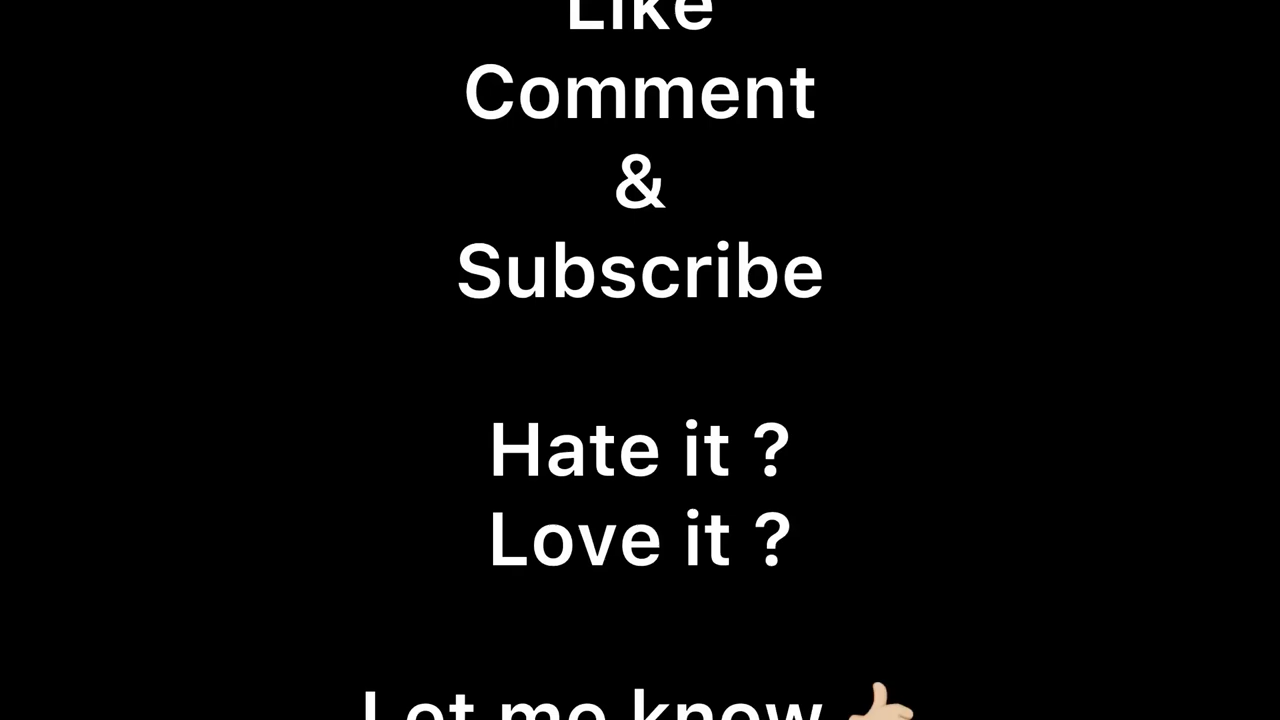 Like
Comment
&
Subscribe
Hate it ?
Love it ?
Let me know 👍🏼